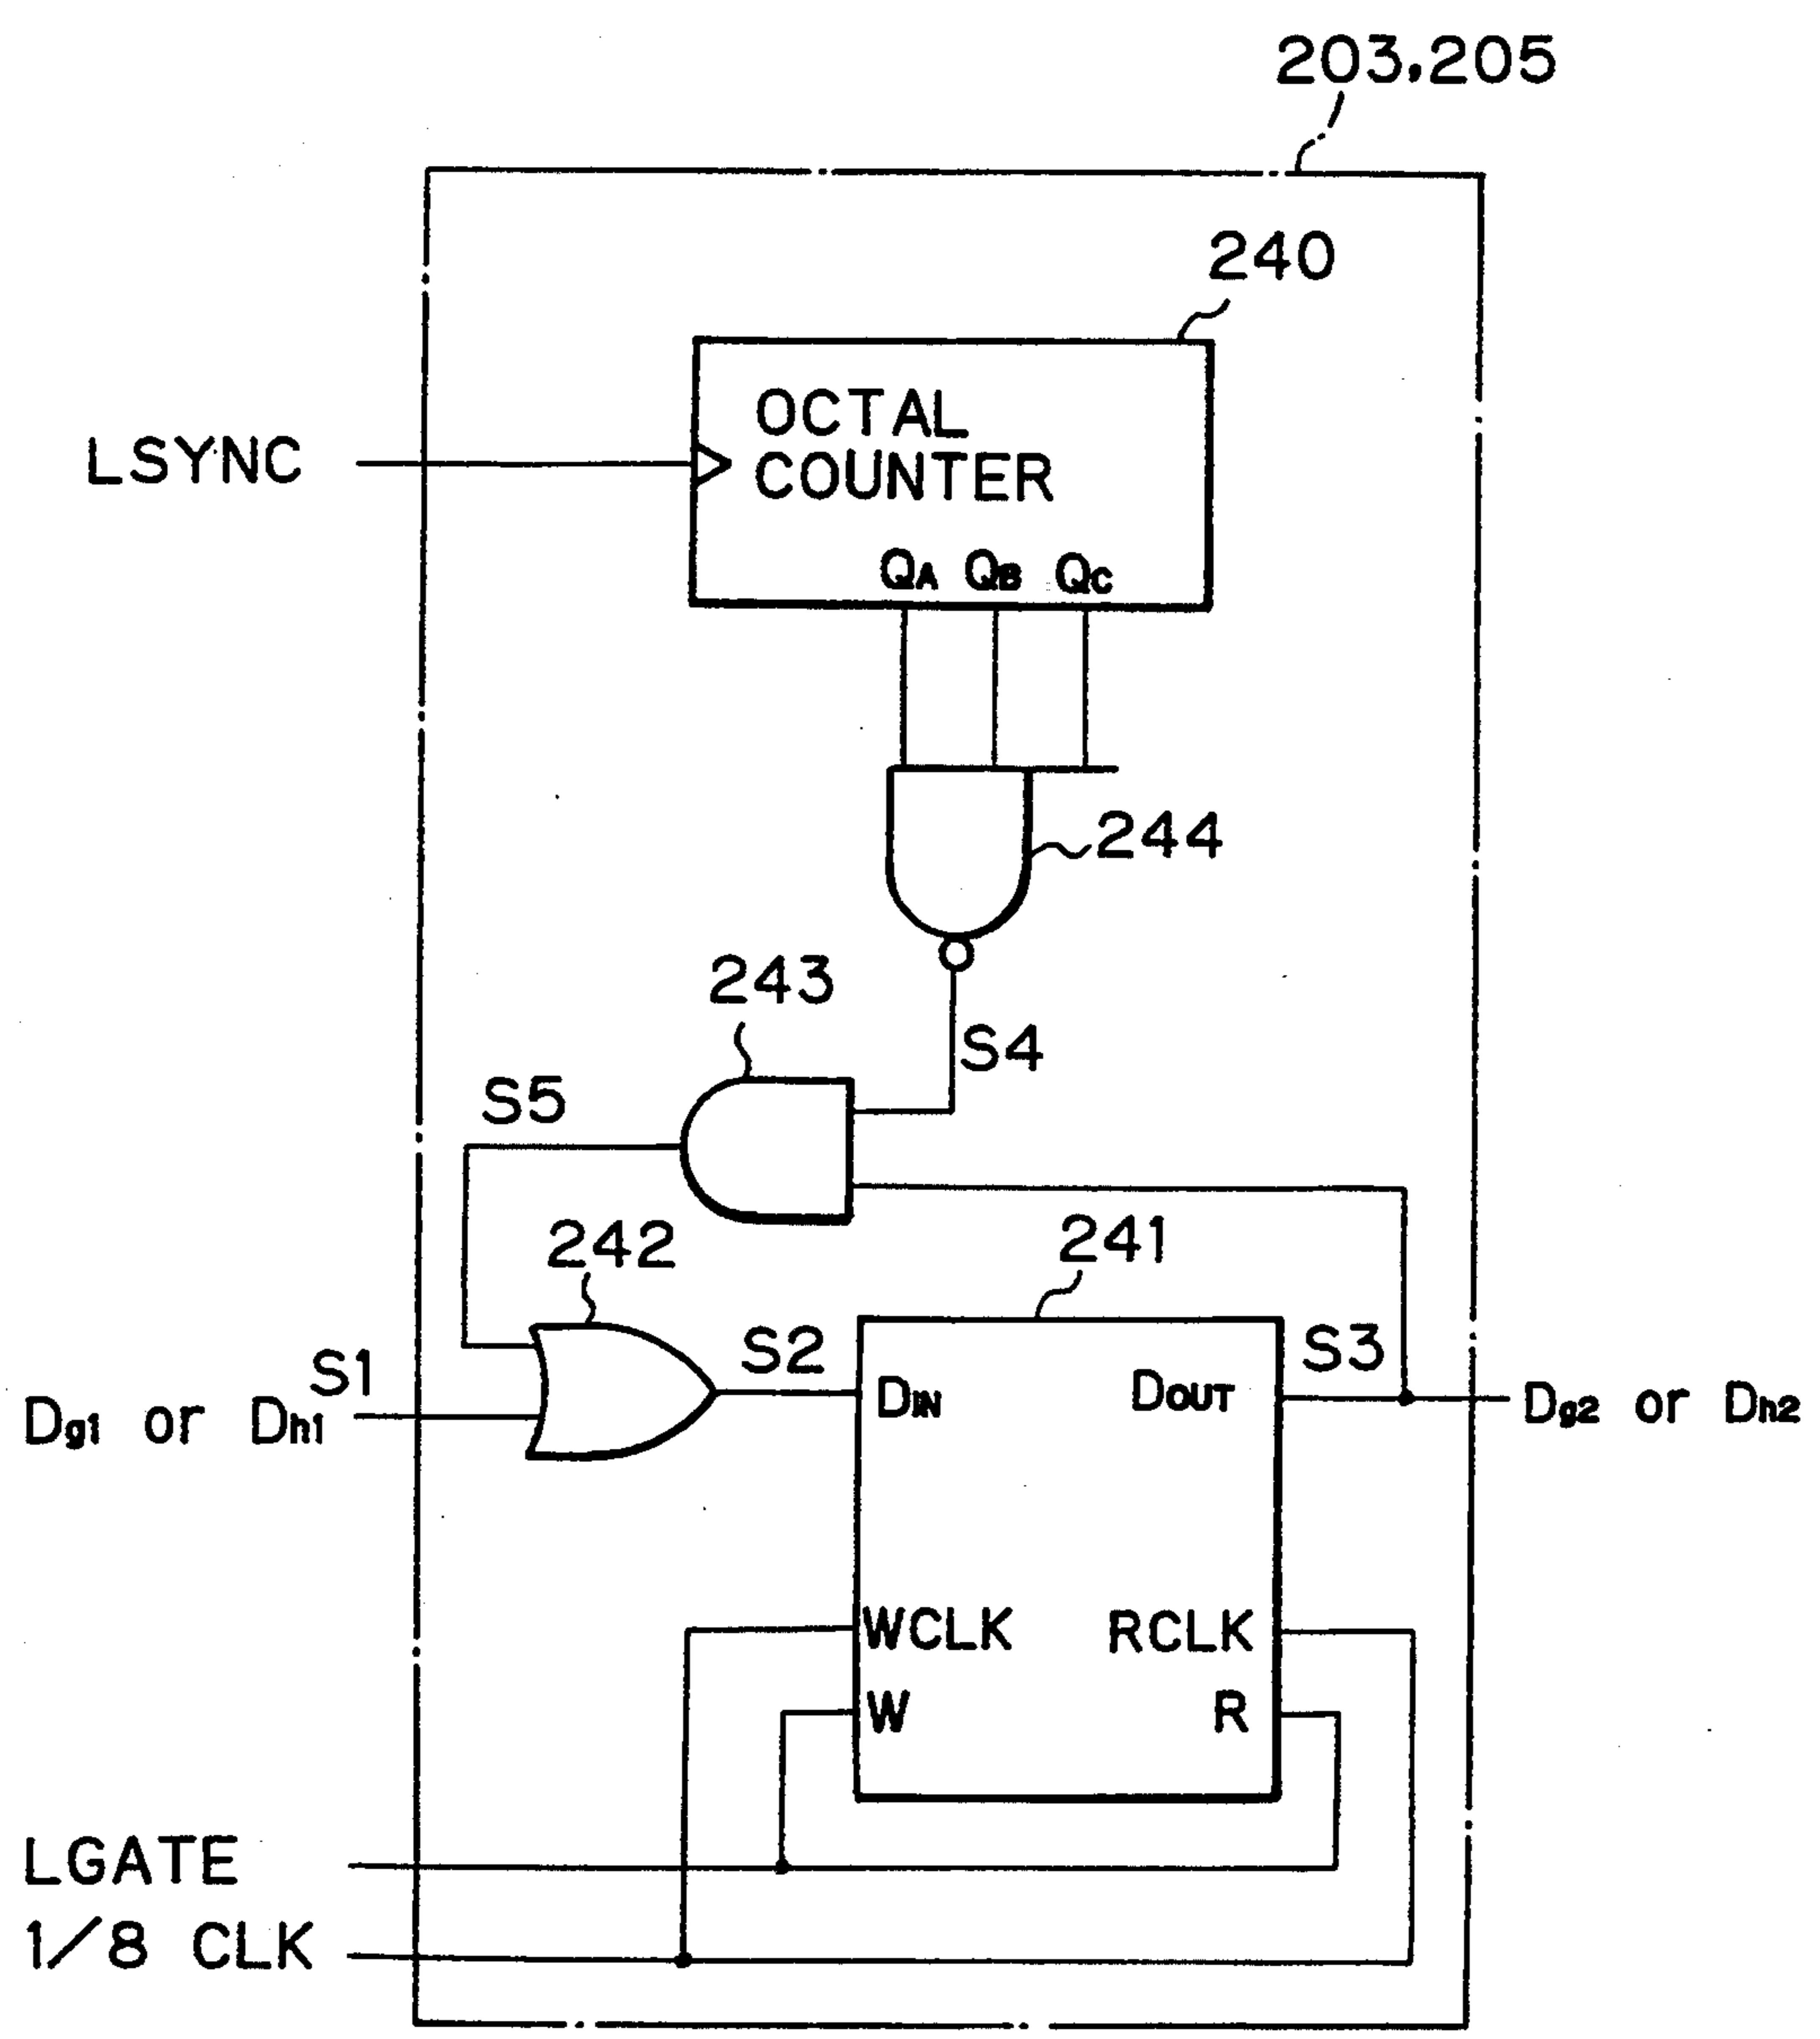 203,205
240
OCTAL
COUNTER
LSYNC
QA QB QC
244
243
S4
S5
242
241
S1
S2
S3
Dg1 or Dh1
DIN
DOUT
Dg2 or Dh2
WCLK
RCLK
W
R
LGATE
1/8 CLK